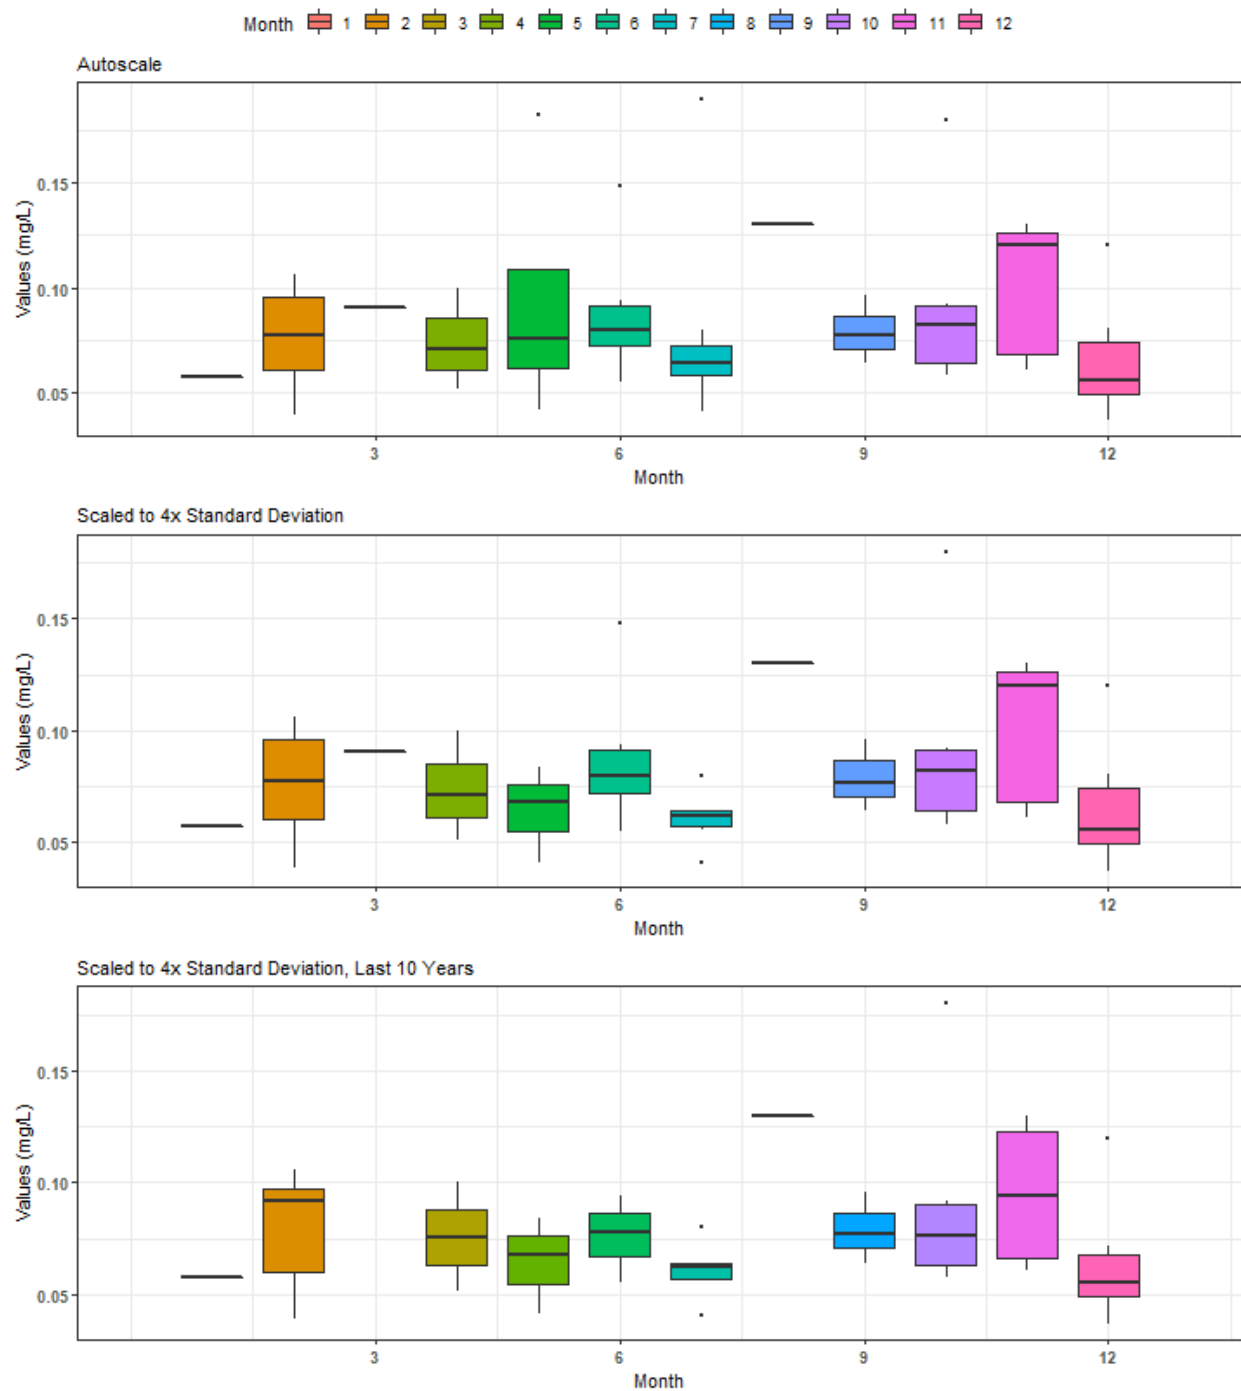 Month 1 2 3 4 5 6 7 8 9 10 11 12
Autoscale
Values (mg/L)
0.15
0.10
0.05
3 6 9 12
Month
Scaled to 4x Standard Deviation
Values (mg/L)
0.15
0.10
0.05
3 6 9 12
Month
Scaled to 4x Standard Deviation, Last 10 Years
Values (mg/L)
0.15
0.10
0.05
3 6 9 12
Month